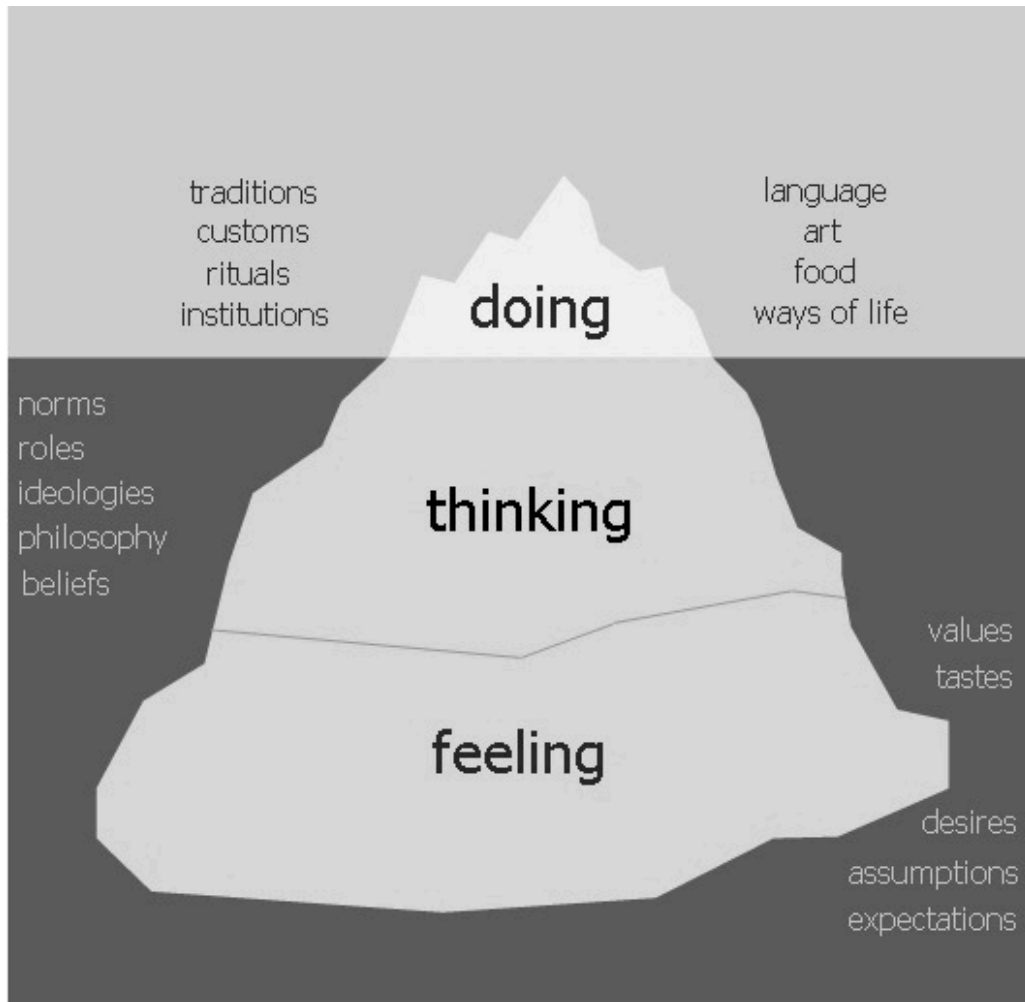 traditions
customs
rituals
institutions
language
art
food
ways of life
doing
norms
roles
ideologies
philosophy
beliefs
thinking
values
tastes
feeling
desires
assumptions
expectations